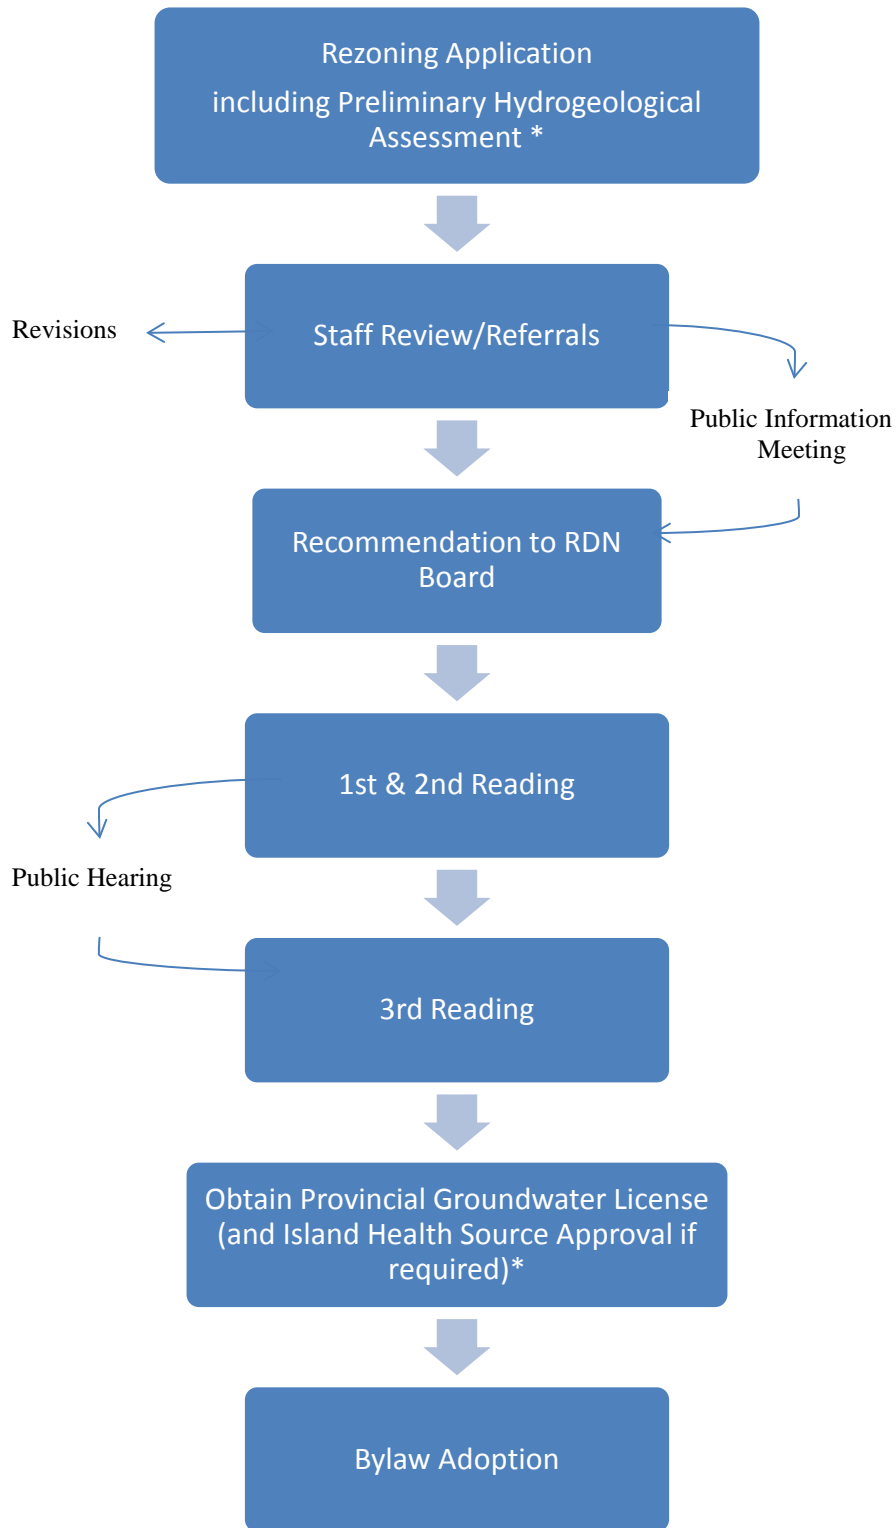 Rezoning Application
including Preliminary Hydrogeological
Assessment *
Revisions
Staff Review/Referrals
Public Information
Meeting
Recommendation to RDN
Board
1st & 2nd Reading
Public Hearing
3rd Reading
Obtain Provincial Groundwater License
(and Island Health Source Approval if
required)*
Bylaw Adoption